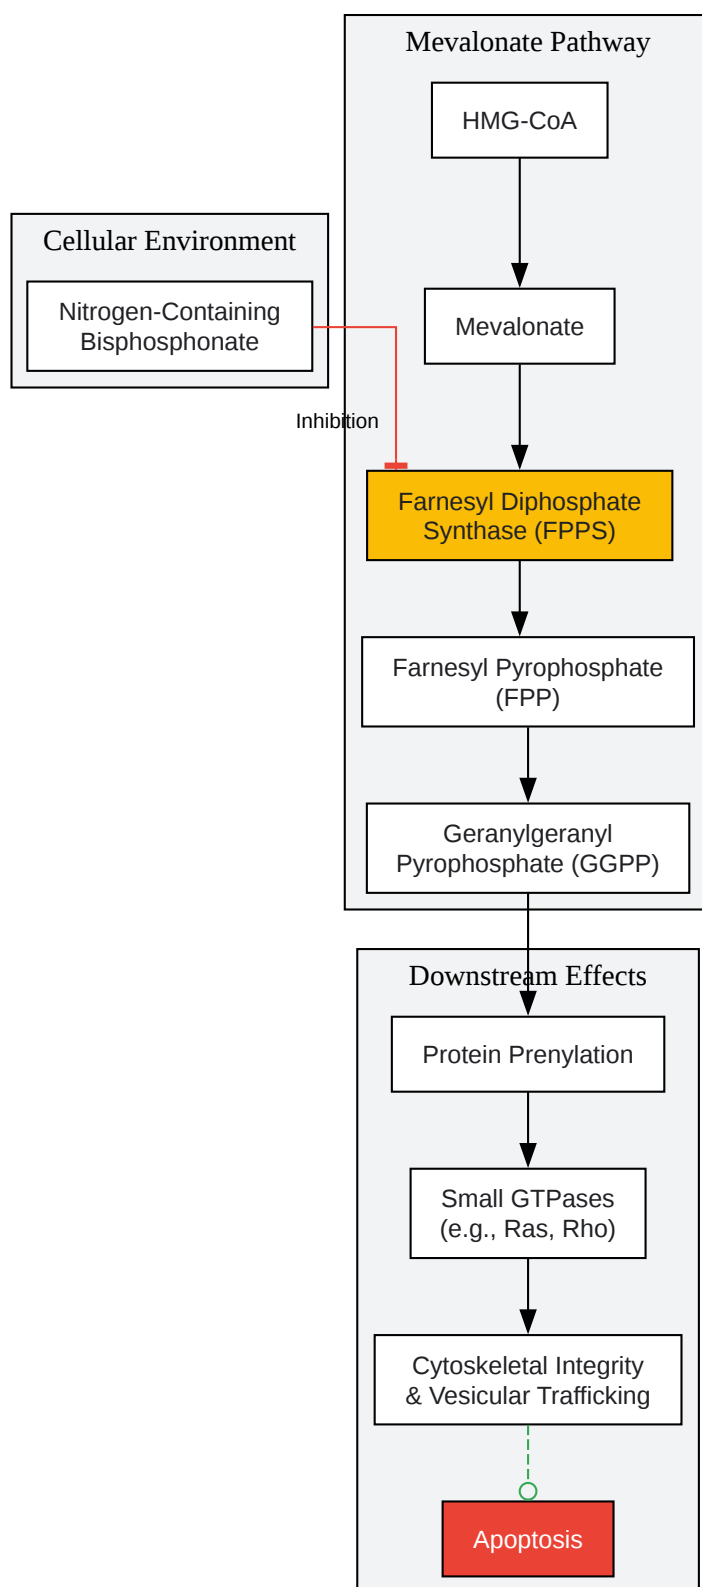 Mevalonate Pathway
HMG-CoA
Cellular Environment
Nitrogen-Containing
Bisphosphonate
Mevalonate
Inhibition
Farnesyl Diphosphate
Synthase (FPPS)
Farnesyl Pyrophosphate
(FPP)
Geranylgeranyl
Pyrophosphate (GGPP)
Downstream Effects
Protein Prenylation
Small GTPases
(e.g., Ras, Rho)
Cytoskeletal Integrity
& Vesicular Trafficking
Apoptosis